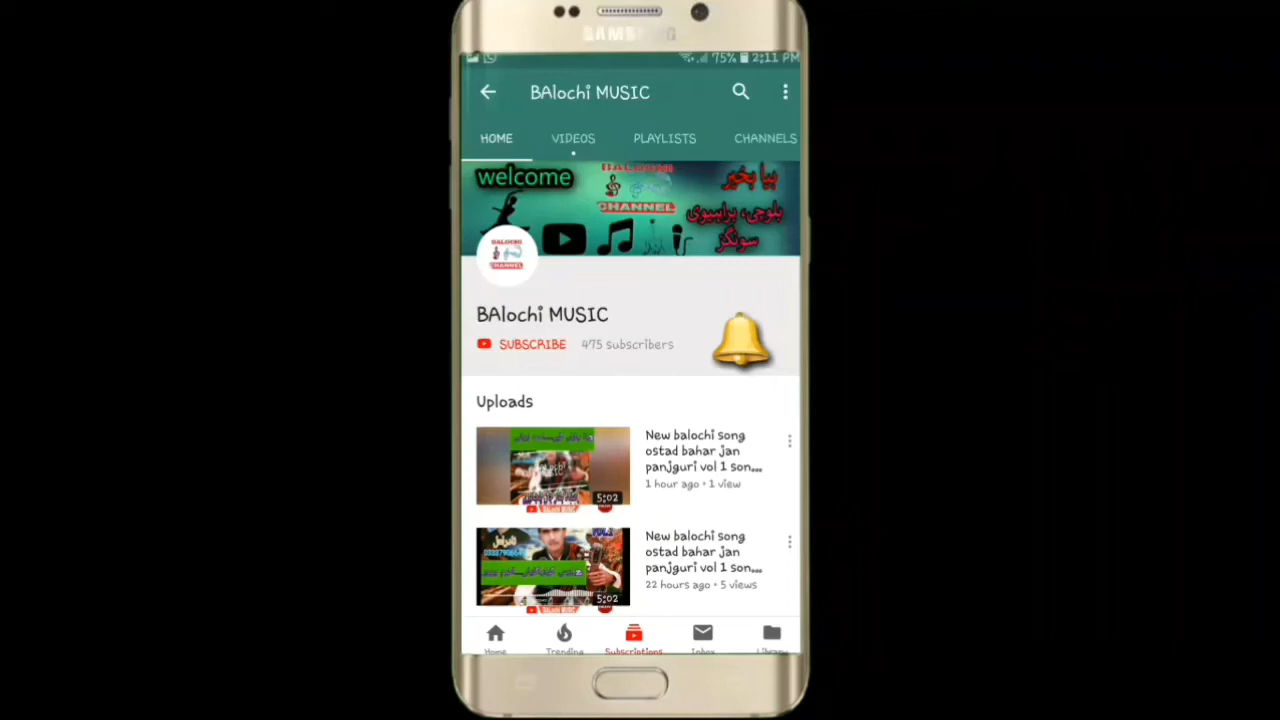 SAMSUNG
75% 2:11 PM
BAlochi MUSIC
HOME VIDEOS PLAYLISTS CHANNELS
welcome
BALOCHI
CHANNEL
بیا بخیر
بلوچی، براہیوی
سونگز
BALOCHI
CHANNEL
BAlochi MUSIC
SUBSCRIBE 475 subscribers
Uploads
New balochi song
ostad bahar jan
panjguri vol 1 son...
1 hour ago • 1 view
5:02
New balochi song
ostad bahar jan
panjguri vol 1 son...
22 hours ago • 5 views
5:02
Home Trending Subscriptions Inbox Library